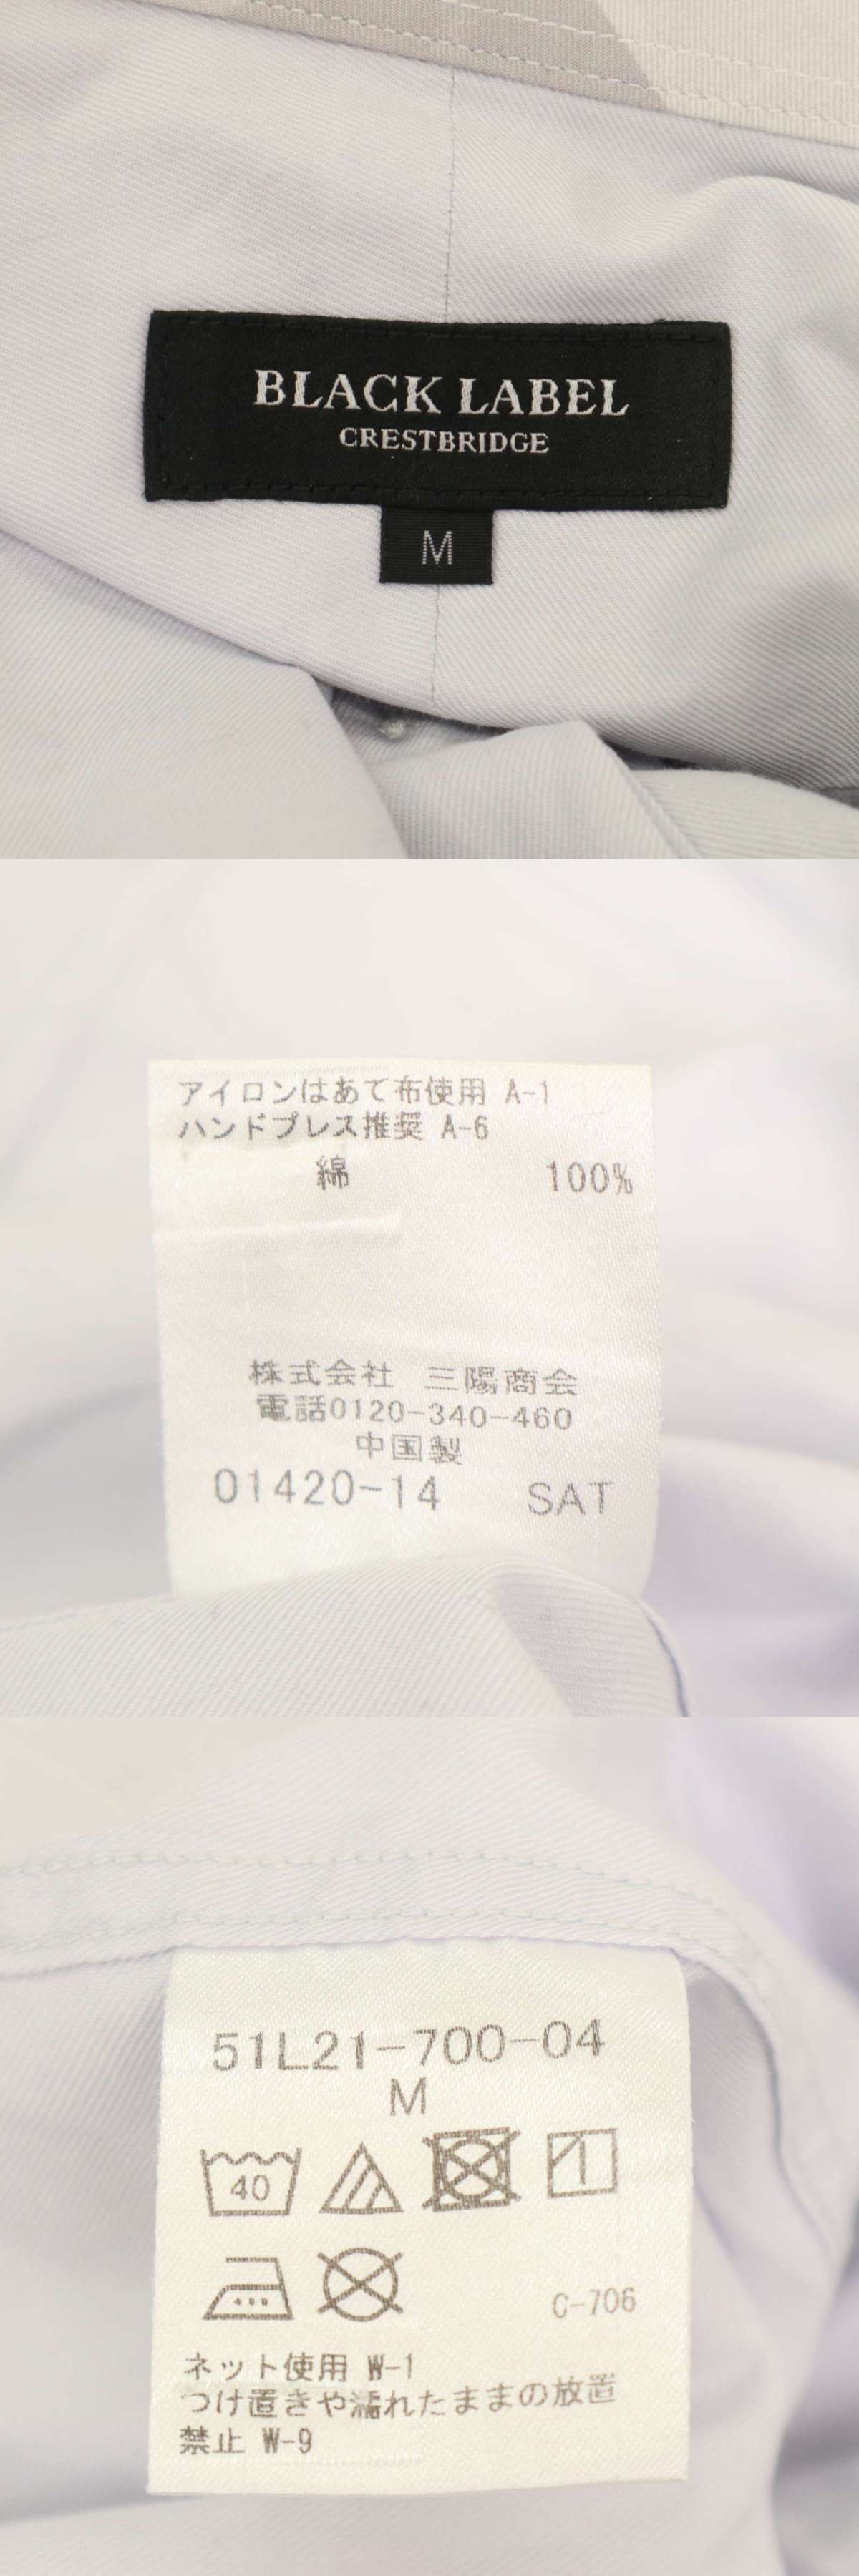 BLACK LABEL
CRESTBRIDGE
M
アイロンはあて布使用 A-1
ハンドプレス推奨 A-6
綿 100%
株式会社 三陽商会
電話0120-340-460
中国製
01420-14 SAT
51L21-700-04
M
40
C-706
ネット使用 W-1
つけ置きや濡れたままの放置
禁止 W-9